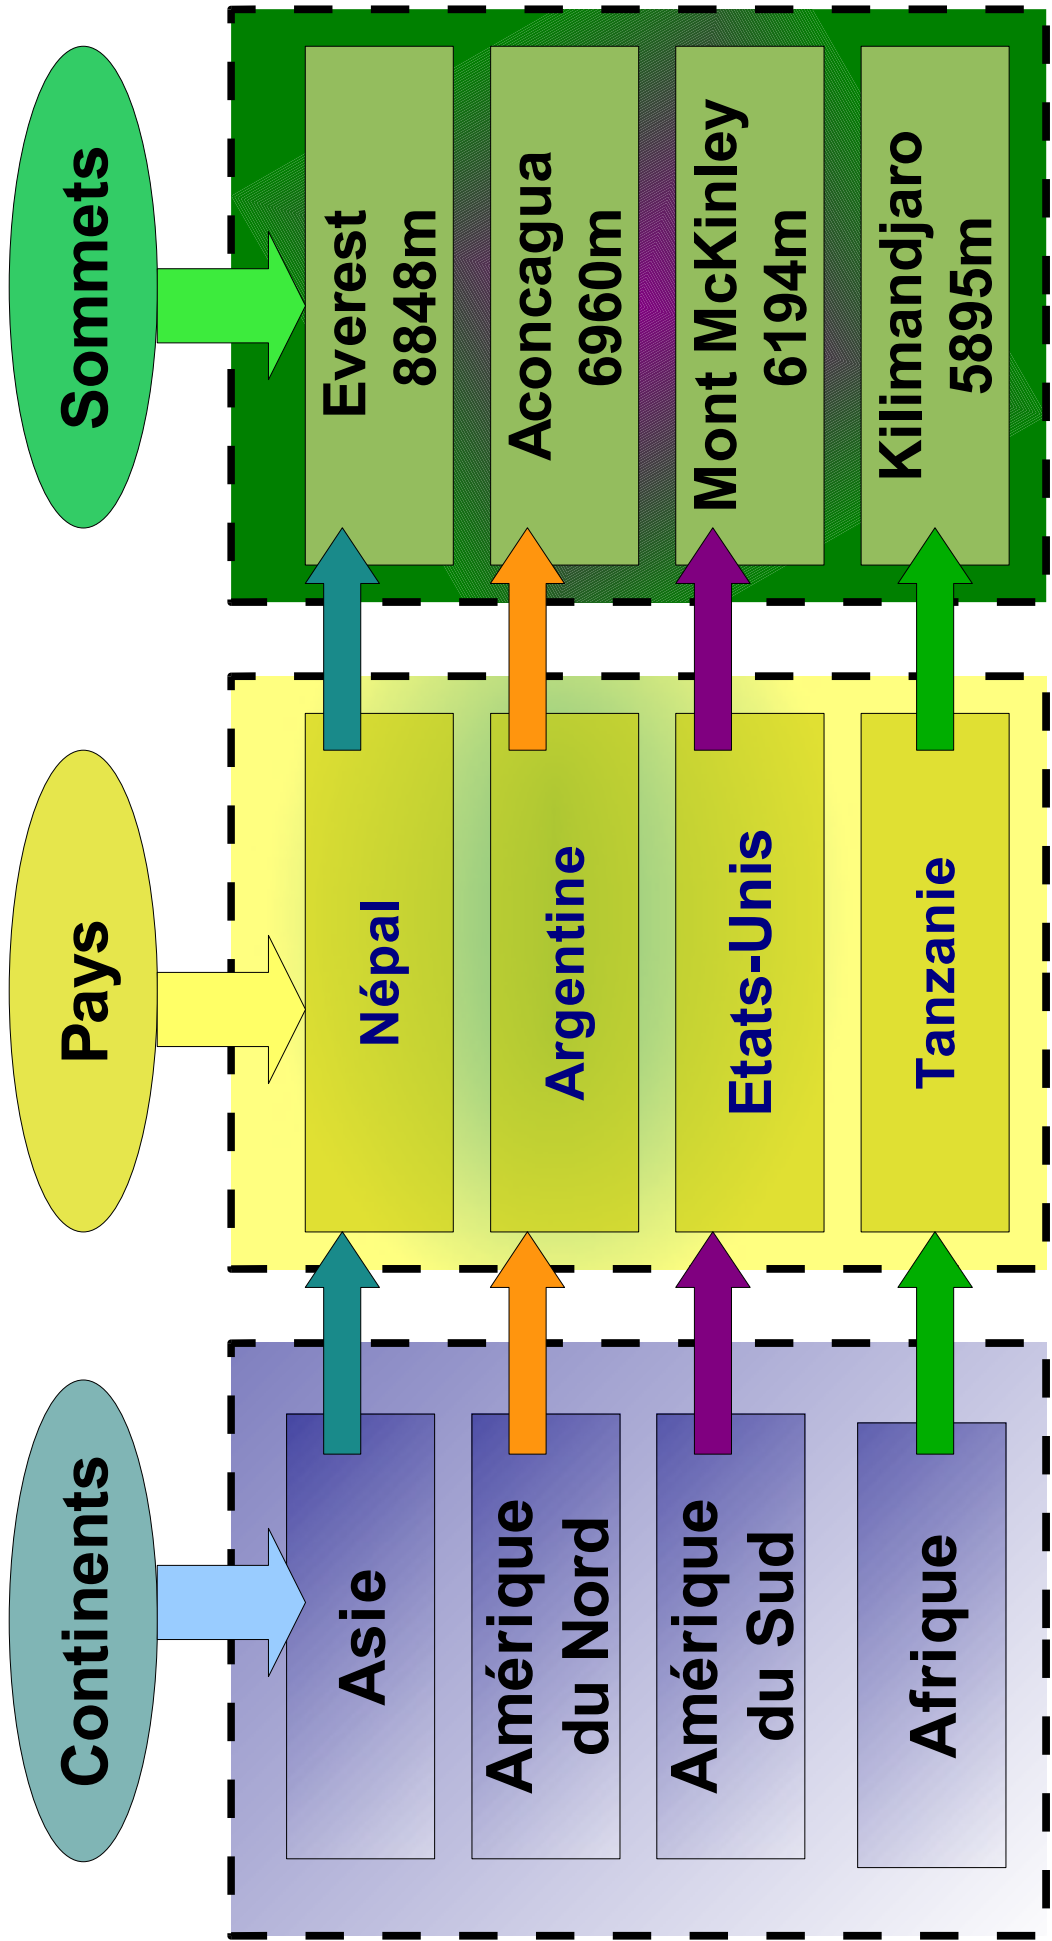 Continents
Pays
Sommets
Asie
Népal
Everest
8848m
Amérique
du Nord
Argentine
Aconcagua
6960m
Amérique
du Sud
Etats-Unis
Mont McKinley
6194m
Afrique
Tanzanie
Kilimandjaro
5895m